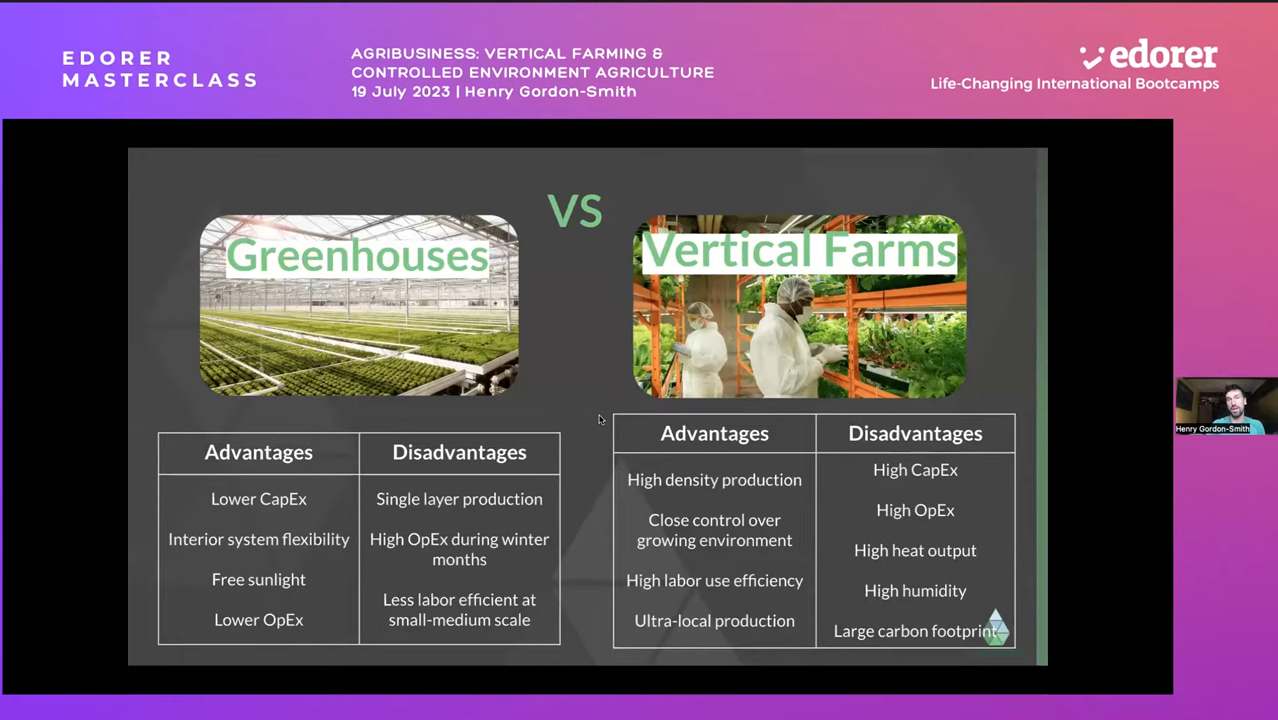 EDORER
MASTERCLASS
AGRIBUSINESS: VERTICAL FARMING &
CONTROLLED ENVIRONMENT AGRICULTURE
19 July 2023 | Henry Gordon-Smith
edorer
Life-Changing International Bootcamps
VS
Greenhouses
Vertical Farms
Advantages
Disadvantages
Lower CapEx
Single layer production
Interior system flexibility
High OpEx during winter
months
Free sunlight
Less labor efficient at
small-medium scale
Lower OpEx
Advantages
Disadvantages
High density production
High CapEx
Close control over
growing environment
High OpEx
High labor use efficiency
High heat output
Ultra-local production
High humidity
Large carbon footprint
Henry Gordon-Smith